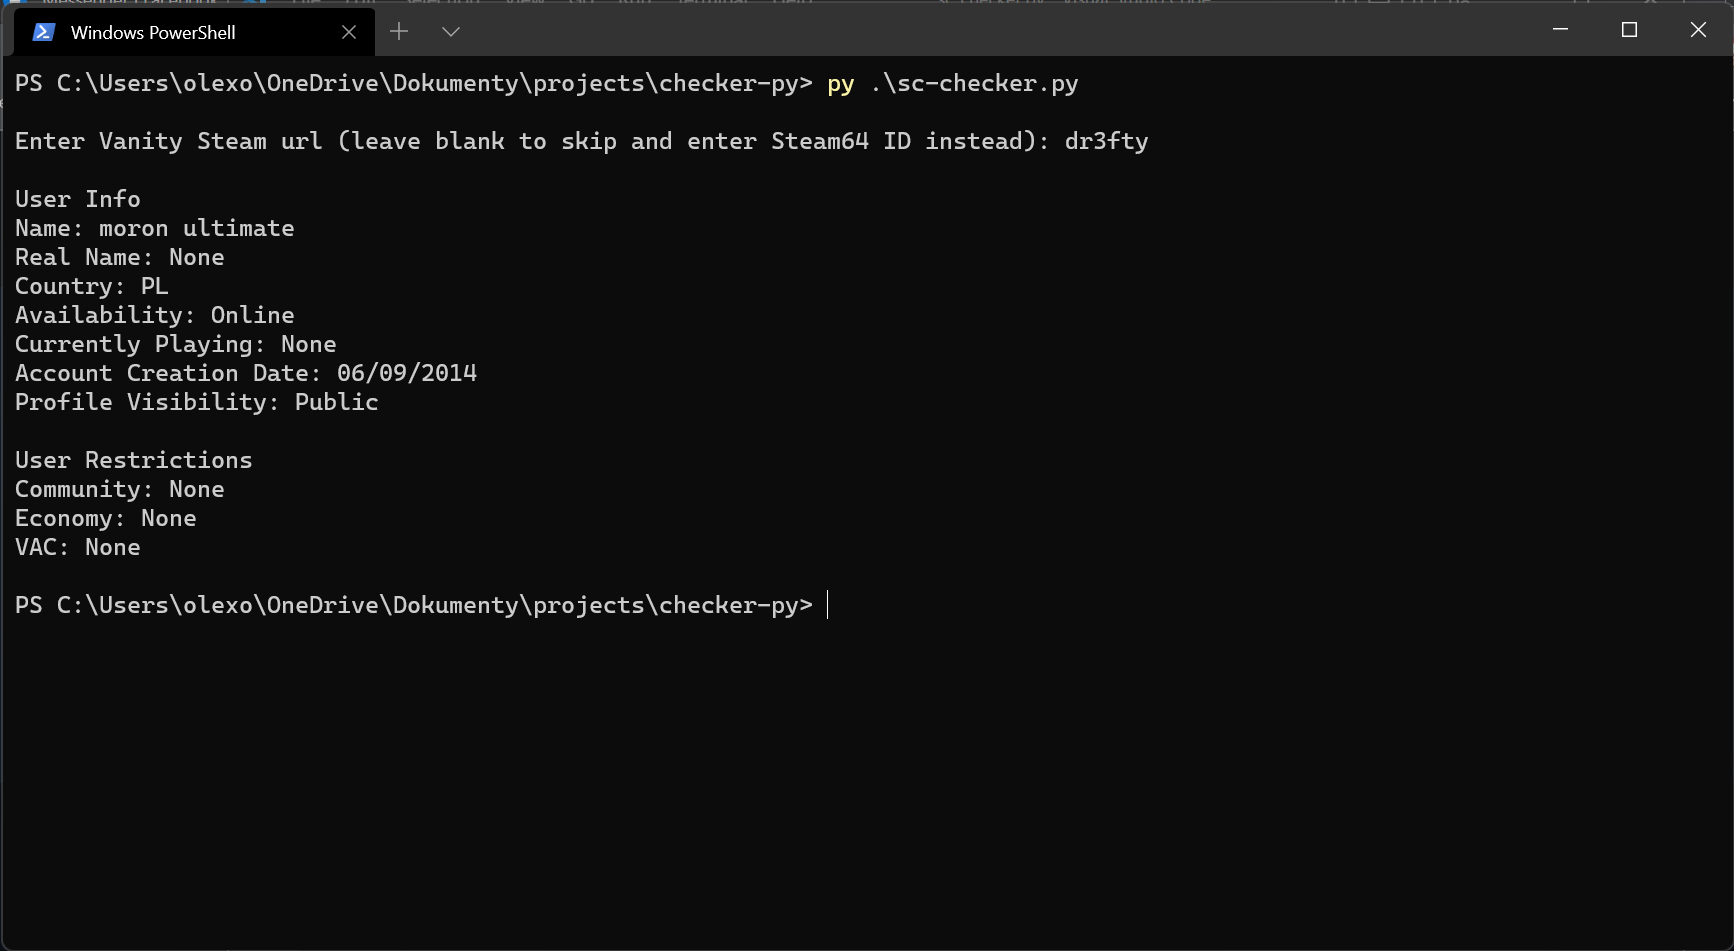 Windows PowerShell
PS C:\Users\olexo\OneDrive\Dokumenty\projects\checker-py> py .\sc-checker.py
Enter Vanity Steam url (leave blank to skip and enter Steam64 ID instead): dr3fty
User Info
Name: moron ultimate
Real Name: None
Country: PL
Availability: Online
Currently Playing: None
Account Creation Date: 06/09/2014
Profile Visibility: Public
User Restrictions
Community: None
Economy: None
VAC: None
PS C:\Users\olexo\OneDrive\Dokumenty\projects\checker-py>